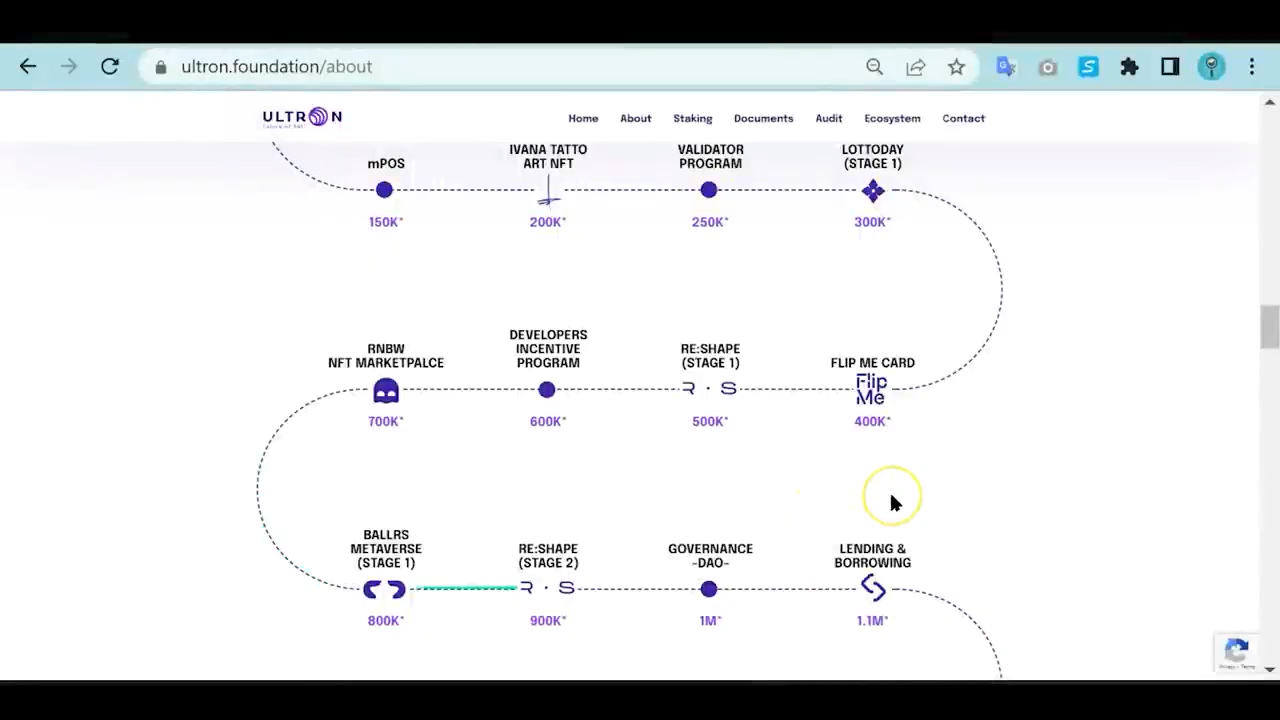 ultron.foundation/about
ULTRON
Home About Staking Documents Audit Ecosystem Contact
mPOS
IVANA TATTO
ART NFT
VALIDATOR
PROGRAM
LOTTODAY
(STAGE 1)
150K*
200K*
250K*
300K*
RNBW
NFT MARKETPALCE
DEVELOPERS
INCENTIVE
PROGRAM
RE:SHAPE
(STAGE 1)
R · S
FLIP ME CARD
Flip
Me
700K*
600K*
500K*
400K*
BALLRS
METAVERSE
(STAGE 1)
RE:SHAPE
(STAGE 2)
R · S
GOVERNANCE
-DAO-
LENDING &
BORROWING
800K*
900K*
1M*
1.1M*
Privacy - Terms